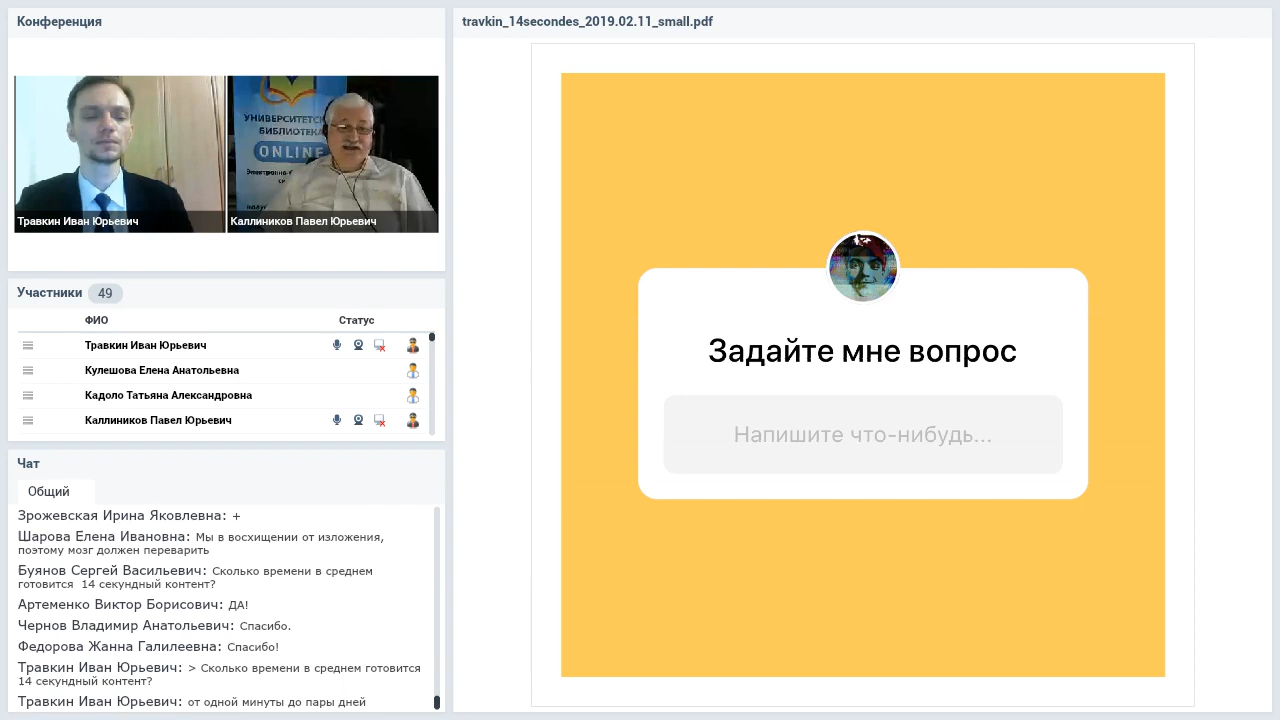 Конференция
УНИВЕРСИТЕТСК
БИБЛИОТЕКА
ONLINE
Травкин Иван Юрьевич
Каллиников Павел Юрьевич
Участники 49
ФИО Статус
Травкин Иван Юрьевич
Кулешова Елена Анатольевна
Кадоло Татьяна Александровна
Каллиников Павел Юрьевич
Чат
Общий
Зрожевская Ирина Яковлевна: +
Шарова Елена Ивановна: Мы в восхищении от изложения,
поэтому мозг должен переварить
Буянов Сергей Васильевич: Сколько времени в среднем
готовится 14 секундный контент?
Артеменко Виктор Борисович: ДА!
Чернов Владимир Анатольевич: Спасибо.
Федорова Жанна Галилеевна: Спасибо!
Травкин Иван Юрьевич: > Сколько времени в среднем готовится
14 секундный контент?
Травкин Иван Юрьевич: от одной минуты до пары дней
travkin_14secondes_2019.02.11_small.pdf
Задайте мне вопрос
Напишите что-нибудь...